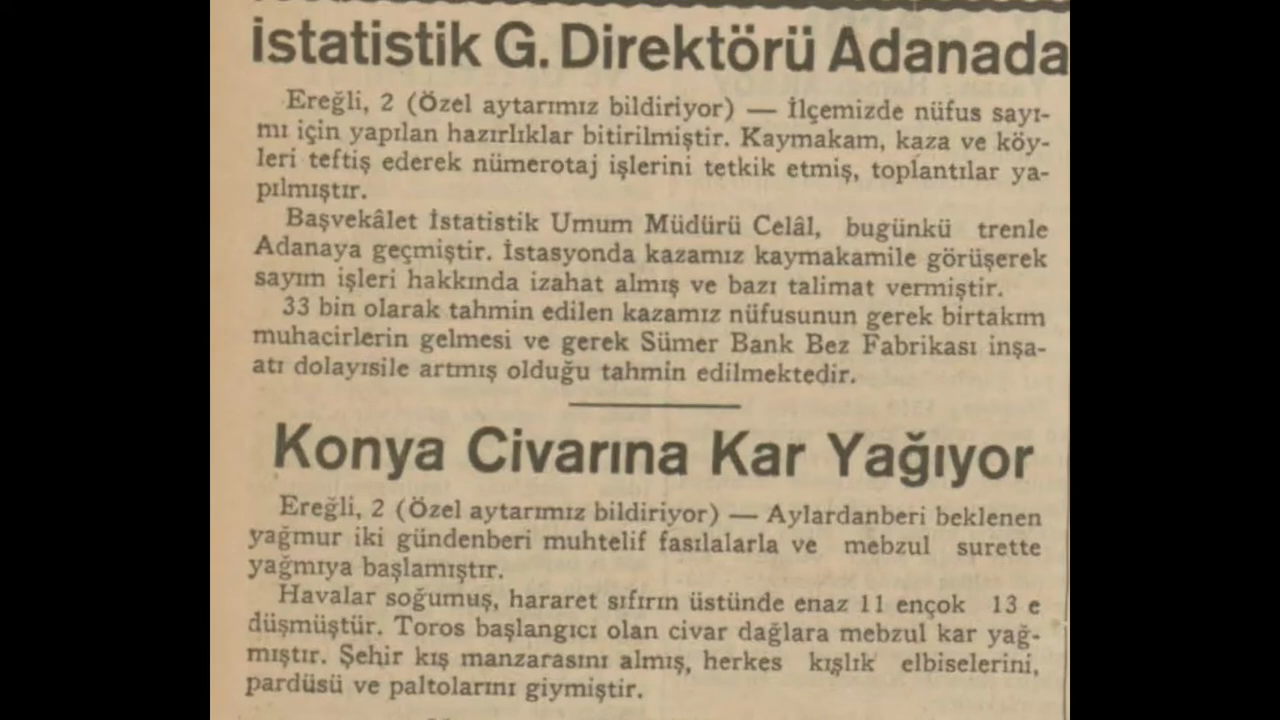 İstatistik G. Direktörü Adanada
Ereğli, 2 (Özel aytarımız bildiriyor) — İlçemizde nüfus sayı-
mı için yapılan hazırlıklar bitirilmiştir. Kaymakam, kaza ve köy-
leri teftiş ederek nümerotaj işlerini tetkik etmiş, toplantılar ya-
pılmıştır.
Başvekâlet İstatistik Umum Müdürü Celâl, bugünkü trenle
Adanaya geçmiştir. İstasyonda kazamız kaymakamile görüşerek
sayım işleri hakkında izahat almış ve bazı talimat vermiştir.
33 bin olarak tahmin edilen kazamız nüfusunun gerek birtakım
muhacirlerin gelmesi ve gerek Sümer Bank Bez Fabrikası inşa-
atı dolayısile artmış olduğu tahmin edilmektedir.
Konya Civarına Kar Yağıyor
Ereğli, 2 (Özel aytarımız bildiriyor) — Aylardanberi beklenen
yağmur iki gündenberi muhtelif fasılalarla ve mebzul surette
yağmıya başlamıştır.
Havalar soğumuş, hararet sıfırın üstünde enaz 11 ençok 13 e
düşmüştür. Toros başlangıcı olan civar dağlara mebzul kar yağ-
mıştır. Şehir kış manzarasını almış, herkes kışlık elbiselerini,
pardüsü ve paltolarını giymiştir.